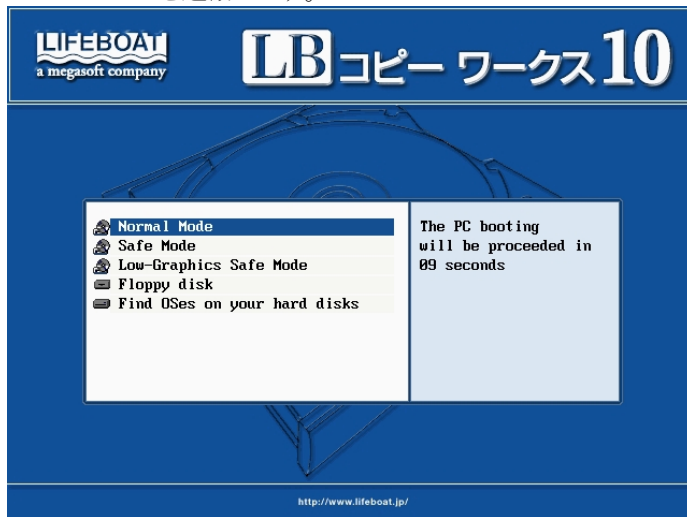 LIFEBOAT
a megasoft company
LB コピー ワークス10
Normal Mode
Safe Mode
Low-Graphics Safe Mode
Floppy disk
Find OSes on your hard disks
The PC booting
will be proceeded in
09 seconds
http://www.lifeboat.jp/